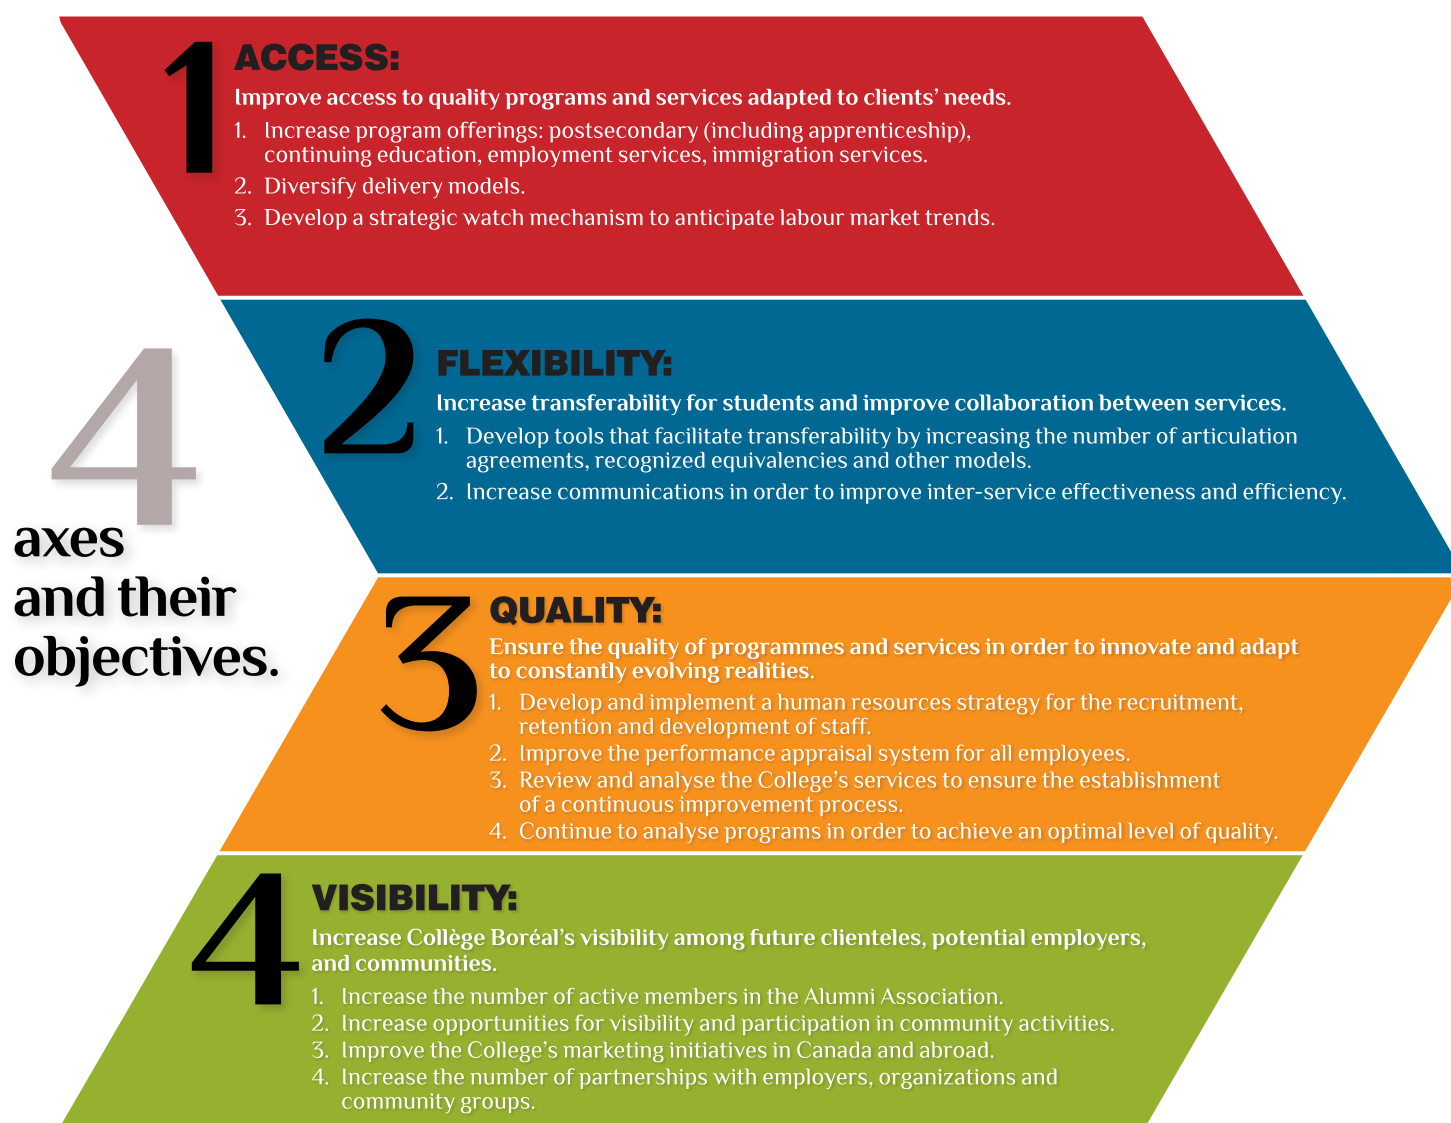 4
axes
and their
objectives.
1
ACCESS:
Improve access to quality programs and services adapted to clients’ needs.
1. Increase program offerings: postsecondary (including apprenticeship),
continuing education, employment services, immigration services.
2. Diversify delivery models.
3. Develop a strategic watch mechanism to anticipate labour market trends.
2
FLEXIBILITY:
Increase transferability for students and improve collaboration between services.
1. Develop tools that facilitate transferability by increasing the number of articulation
agreements, recognized equivalencies and other models.
2. Increase communications in order to improve inter-service effectiveness and efficiency.
3
QUALITY:
Ensure the quality of programmes and services in order to innovate and adapt
to constantly evolving realities.
1. Develop and implement a human resources strategy for the recruitment,
retention and development of staff.
2. Improve the performance appraisal system for all employees.
3. Review and analyse the College’s services to ensure the establishment
of a continuous improvement process.
4. Continue to analyse programs in order to achieve an optimal level of quality.
4
VISIBILITY:
Increase Collège Boréal’s visibility among future clienteles, potential employers,
and communities.
1. Increase the number of active members in the Alumni Association.
2. Increase opportunities for visibility and participation in community activities.
3. Improve the College’s marketing initiatives in Canada and abroad.
4. Increase the number of partnerships with employers, organizations and
community groups.